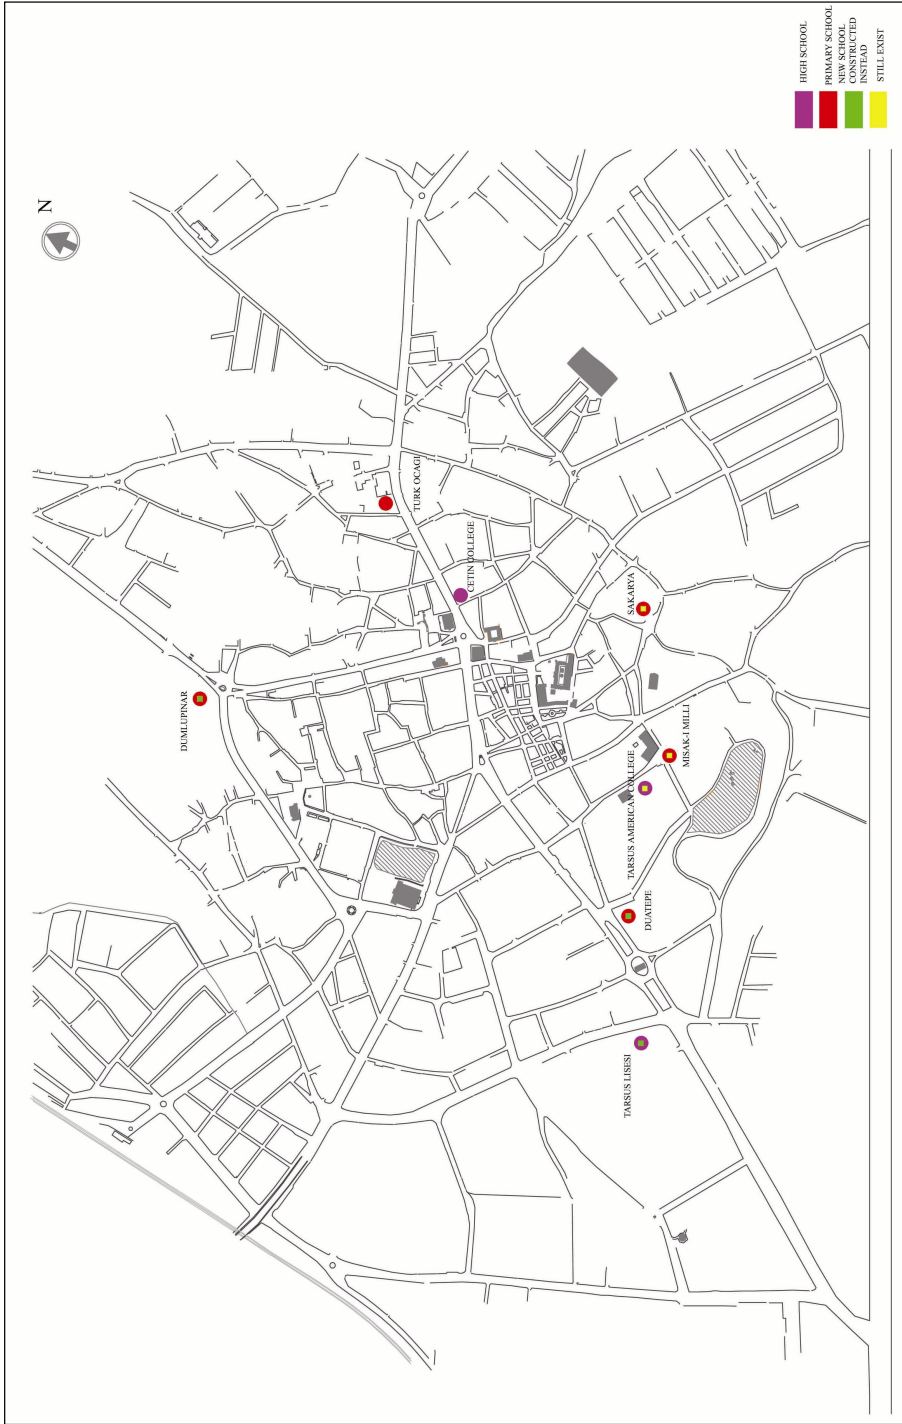 HIGH SCHOOL
PRIMARY SCHOOL
NEW SCHOOL
CONSTRUCTED
INSTEAD
STILL EXIST
N
TURK OCAGI
CETIN COLLEGE
SAKARYA
DUMLUPINAR
MISAK-I MILLI
TARSUS AMERICAN COLLEGE
DUATEPE
TARSUS LISESI